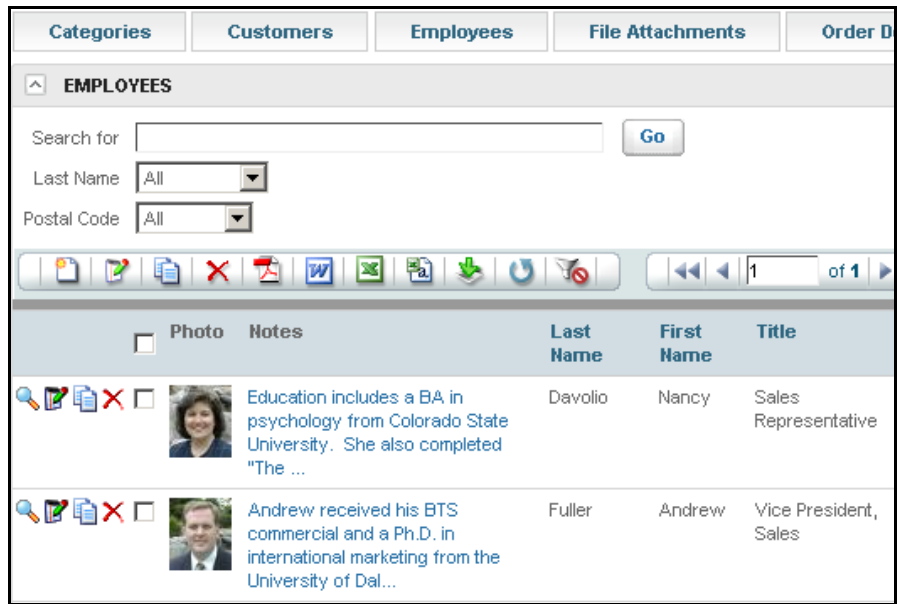 Categories Customers Employees File Attachments Order D
EMPLOYEES
Search for Go
Last Name All
Postal Code All
1 of 1
Photo Notes Last Name First Name Title
Education includes a BA in
psychology from Colorado State
University. She also completed
"The ...
Davolio Nancy Sales
Representative
Andrew received his BTS
commercial and a Ph.D. in
international marketing from the
University of Dal...
Fuller Andrew Vice President,
Sales